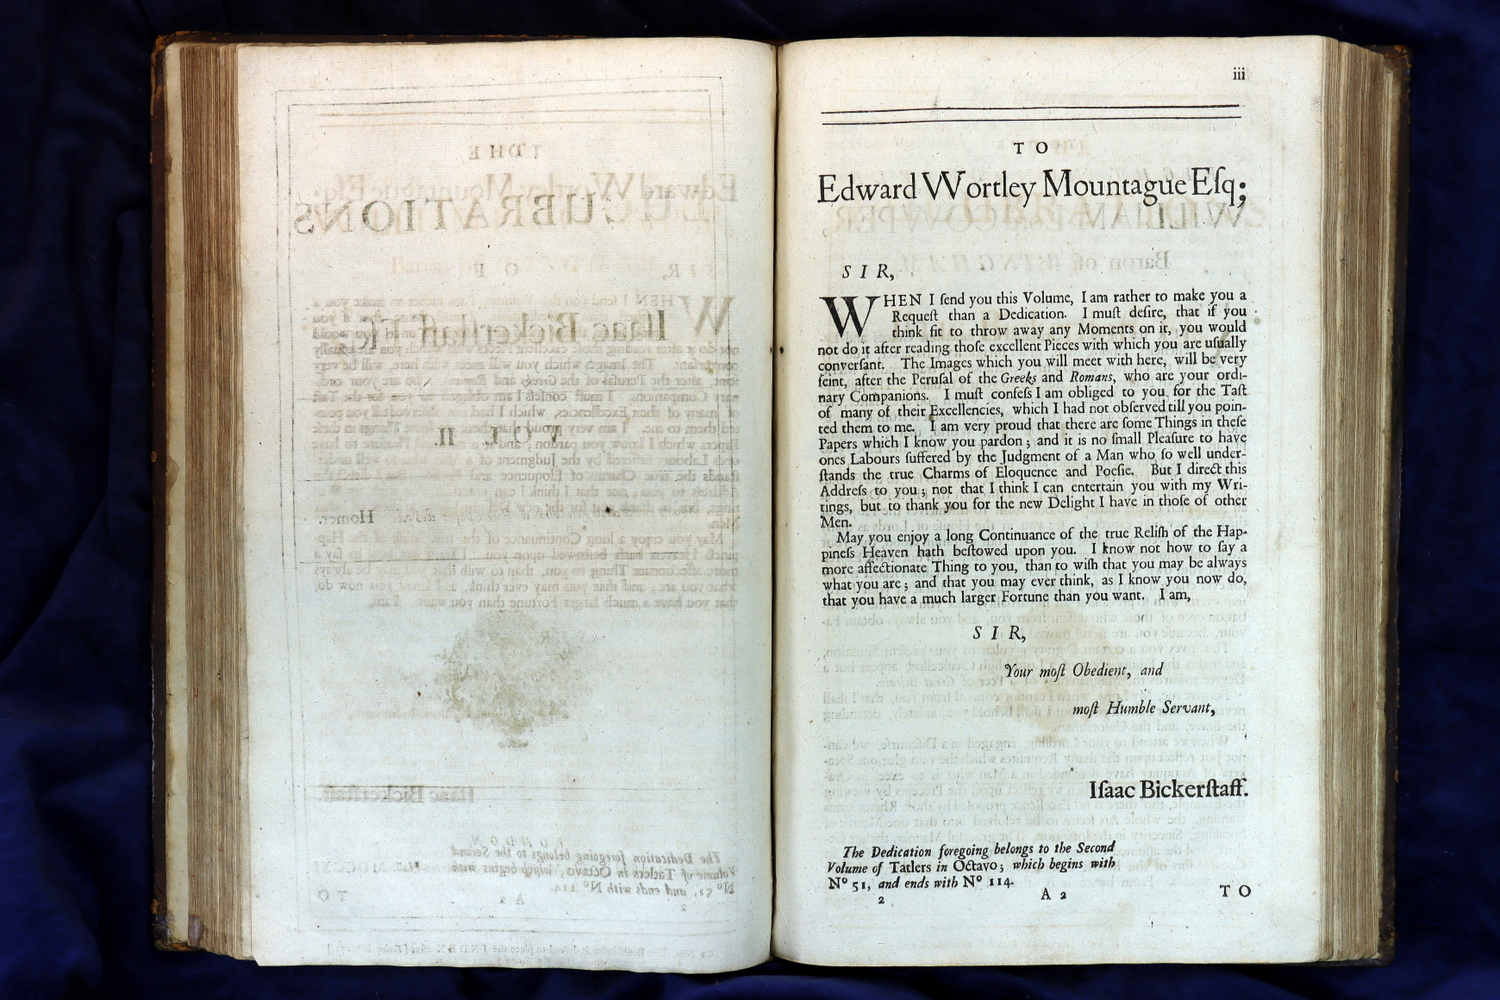 iii
TO
Edward Wortley Mountague Eſq;
SIR,
WHEN I ſend you this Volume, I am rather to make you a
Requeſt than a Dedication. I muſt deſire, that if you
think fit to throw away any Moments on it, you would
not do it after reading thoſe excellent Pieces with which you are uſually
converſant. The Images which you will meet with here, will be very
feint, after the Peruſal of the Greeks and Romans, who are your ordi-
nary Companions. I muſt confeſs I am obliged to you for the Taſt
of many of their Excellencies, which I had not obſerved till you poin-
ted them to me. I am very proud that there are ſome Things in theſe
Papers which I know you pardon; and it is no ſmall Pleaſure to have
ones Labours ſuffered by the Judgment of a Man who ſo well under-
ſtands the true Charms of Eloquence and Poeſie. But I direct this
Addreſs to you; not that I think I can entertain you with my Wri-
tings, but to thank you for the new Delight I have in thoſe of other
Men.
May you enjoy a long Continuance of the true Reliſh of the Hap-
pineſs Heaven hath beſtowed upon you. I know not how to ſay a
more affectionate Thing to you, than to wiſh that you may be always
what you are; and that you may ever think, as I know you now do,
that you have a much larger Fortune than you want. I am,
SIR,
Your moſt Obedient, and
moſt Humble Servant,
Iſaac Bickerſtaff.
The Dedication foregoing belongs to the Second
Volume of Tatlers in Octavo; which begins with
N° 51, and ends with N° 114.
2 A 2 TO